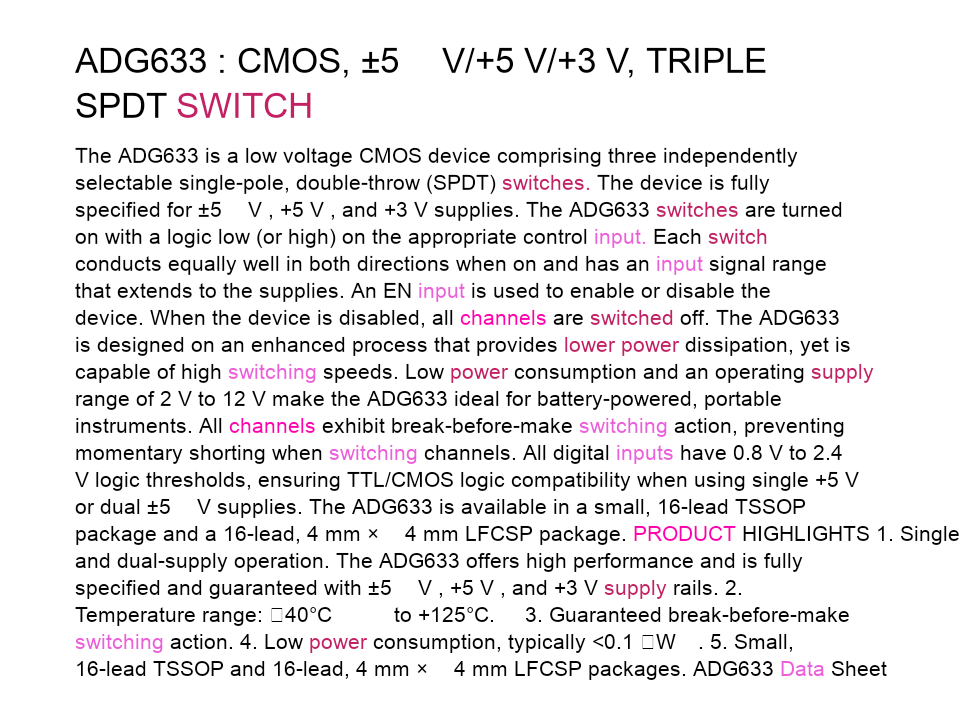 ADG633 : CMOS, ±5 V/+5 V/+3 V, TRIPLE
SPDT SWITCH
The ADG633 is a low voltage CMOS device comprising three independently
selectable single-pole, double-throw (SPDT) switches. The device is fully
specified for ±5 V , +5 V , and +3 V supplies. The ADG633 switches are turned
on with a logic low (or high) on the appropriate control input. Each switch
conducts equally well in both directions when on and has an input signal range
that extends to the supplies. An EN input is used to enable or disable the
device. When the device is disabled, all channels are switched off. The ADG633
is designed on an enhanced process that provides lower power dissipation, yet is
capable of high switching speeds. Low power consumption and an operating supply
range of 2 V to 12 V make the ADG633 ideal for battery-powered, portable
instruments. All channels exhibit break-before-make switching action, preventing
momentary shorting when switching channels. All digital inputs have 0.8 V to 2.4
V logic thresholds, ensuring TTL/CMOS logic compatibility when using single +5 V
or dual ±5 V supplies. The ADG633 is available in a small, 16-lead TSSOP
package and a 16-lead, 4 mm × 4 mm LFCSP package. PRODUCT HIGHLIGHTS 1. Single
and dual-supply operation. The ADG633 offers high performance and is fully
specified and guaranteed with ±5 V , +5 V , and +3 V supply rails. 2.
Temperature range: □40°C to +125°C. 3. Guaranteed break-before-make
switching action. 4. Low power consumption, typically <0.1 □W . 5. Small,
16-lead TSSOP and 16-lead, 4 mm × 4 mm LFCSP packages. ADG633 Data Sheet